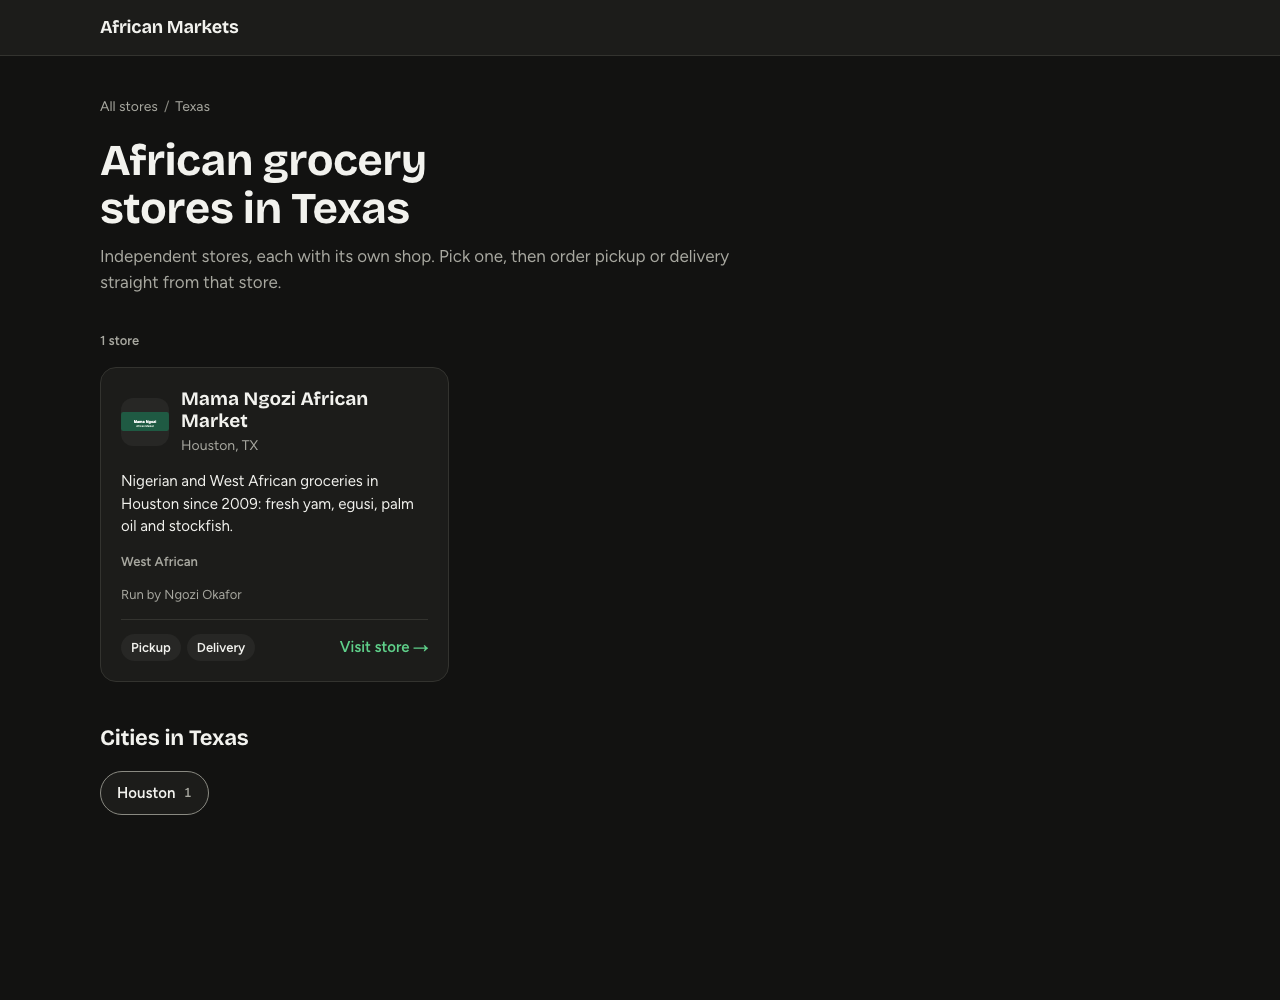 African Markets
All stores / Texas
African grocery
stores in Texas
Independent stores, each with its own shop. Pick one, then order pickup or delivery
straight from that store.
1 store
Mama Ngozi African
Market
Houston, TX
Mama Ngozi
Nigerian and West African groceries in
Houston since 2009: fresh yam, egusi, palm
oil and stockfish.
West African
Run by Ngozi Okafor
Pickup
Delivery
Visit store →
Cities in Texas
Houston 1